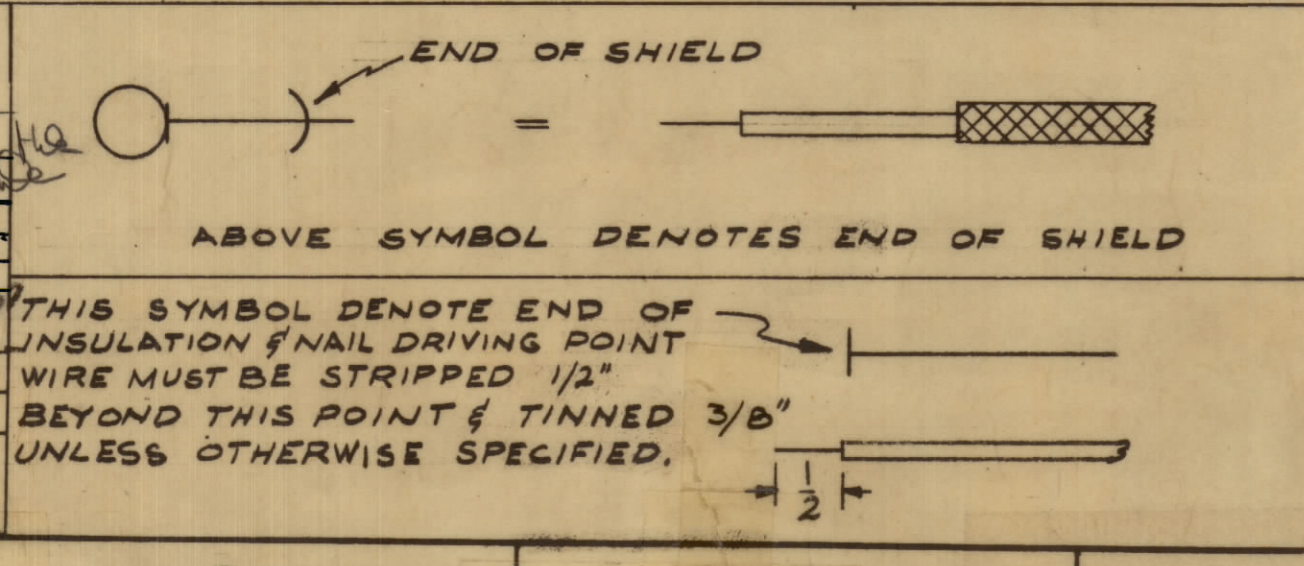 END OF SHIELD
=
ABOVE SYMBOL DENOTES END OF SHIELD
THIS SYMBOL DENOTE END OF
INSULATION & NAIL DRIVING POINT
WIRE MUST BE STRIPPED 1/2"
BEYOND THIS POINT & TINNED 3/8"
UNLESS OTHERWISE SPECIFIED.
1/2